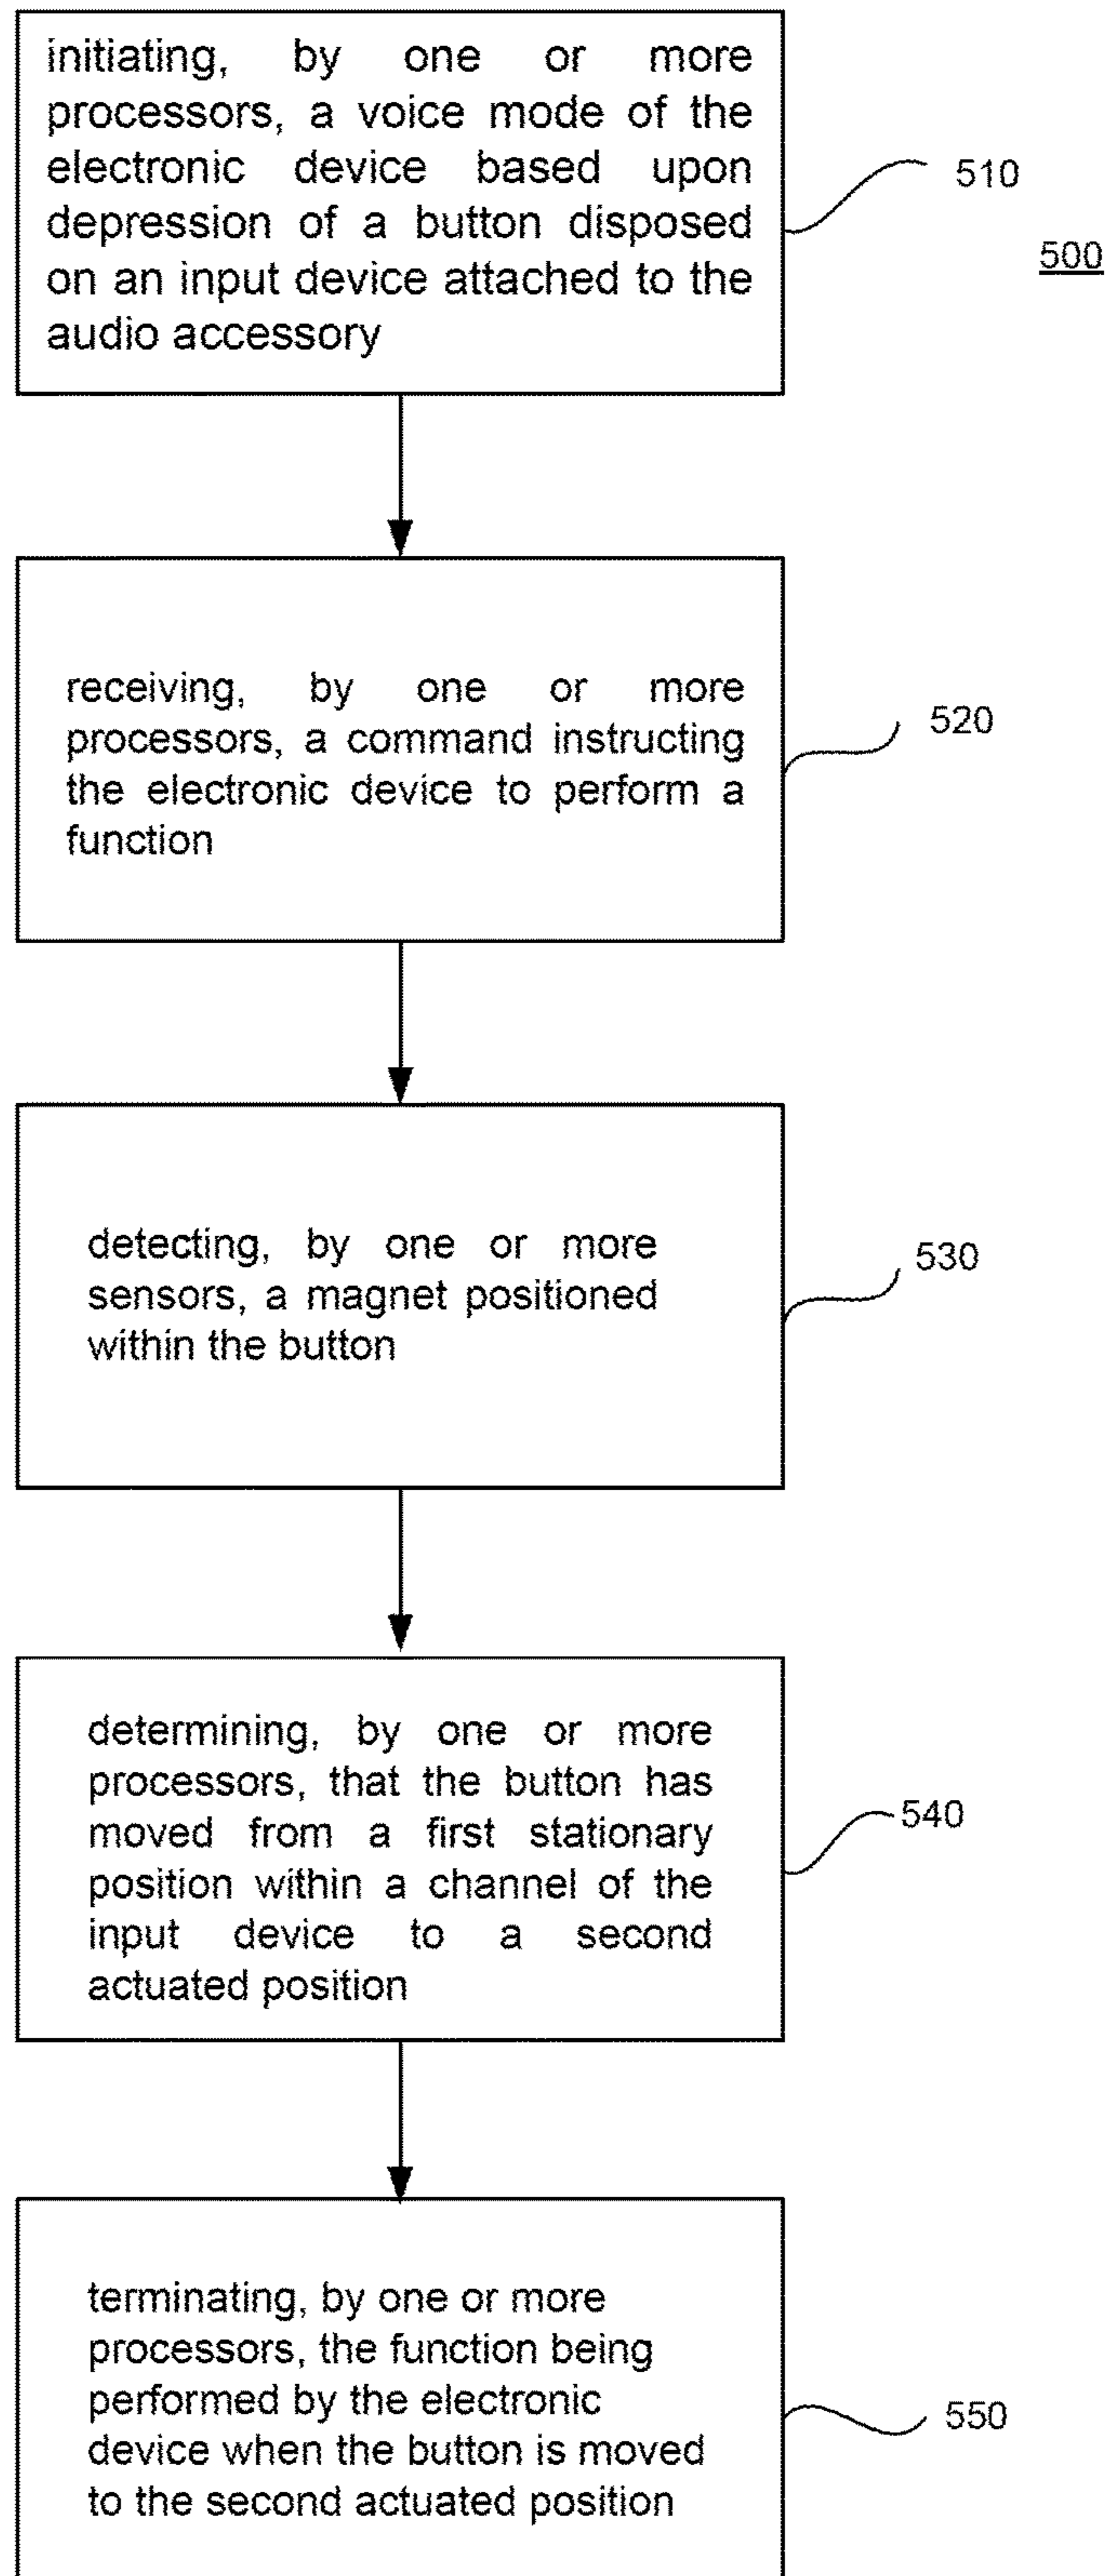 initiating, by one or more
processors, a voice mode of the
electronic device based upon
depression of a button disposed
on an input device attached to the
audio accessory
510
500
receiving, by one or more
processors, a command instructing
the electronic device to perform a
function
520
detecting, by one or more
sensors, a magnet positioned
within the button
530
determining, by one or more
processors, that the button has
moved from a first stationary
position within a channel of the
input device to a second
actuated position
540
terminating, by one or more
processors, the function being
performed by the electronic
device when the button is moved
to the second actuated position
550